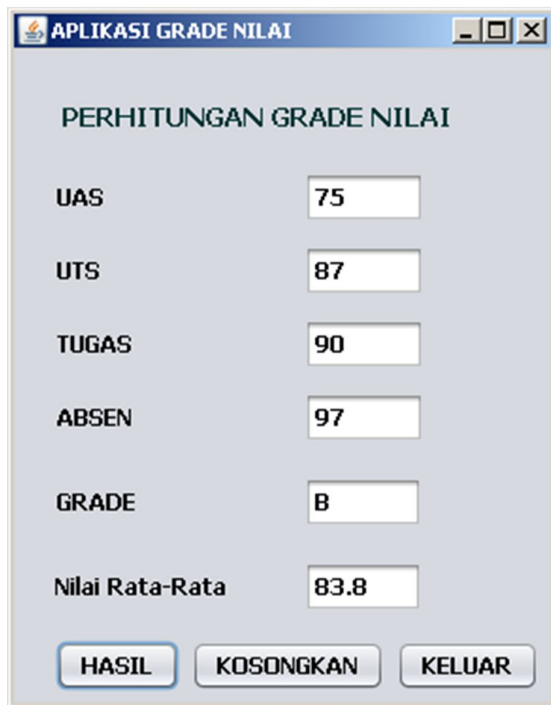 APLIKASI GRADE NILAI
PERHITUNGAN GRADE NILAI
UAS 75
UTS 87
TUGAS 90
ABSEN 97
GRADE B
Nilai Rata-Rata 83.8
HASIL KOSONGKAN KELUAR